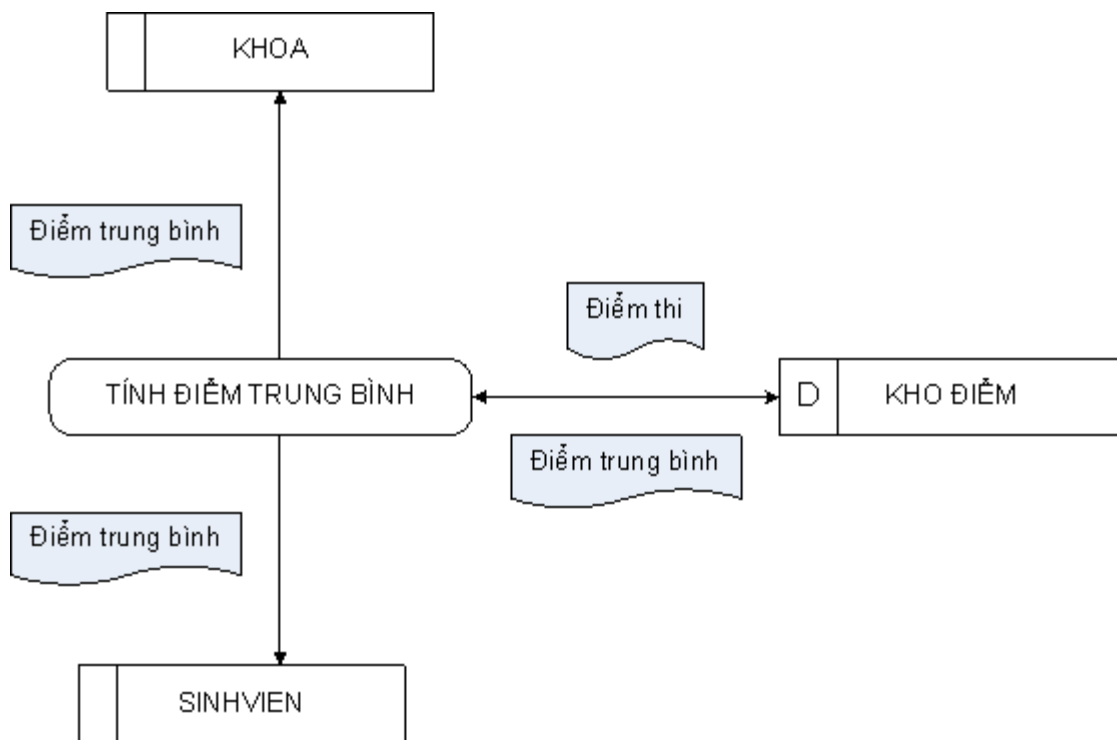 KHOA
Điểm trung bình
Điểm thi
TÍNH ĐIỂM TRUNG BÌNH
D
KHO ĐIỂM
Điểm trung bình
Điểm trung bình
SINHVIEN